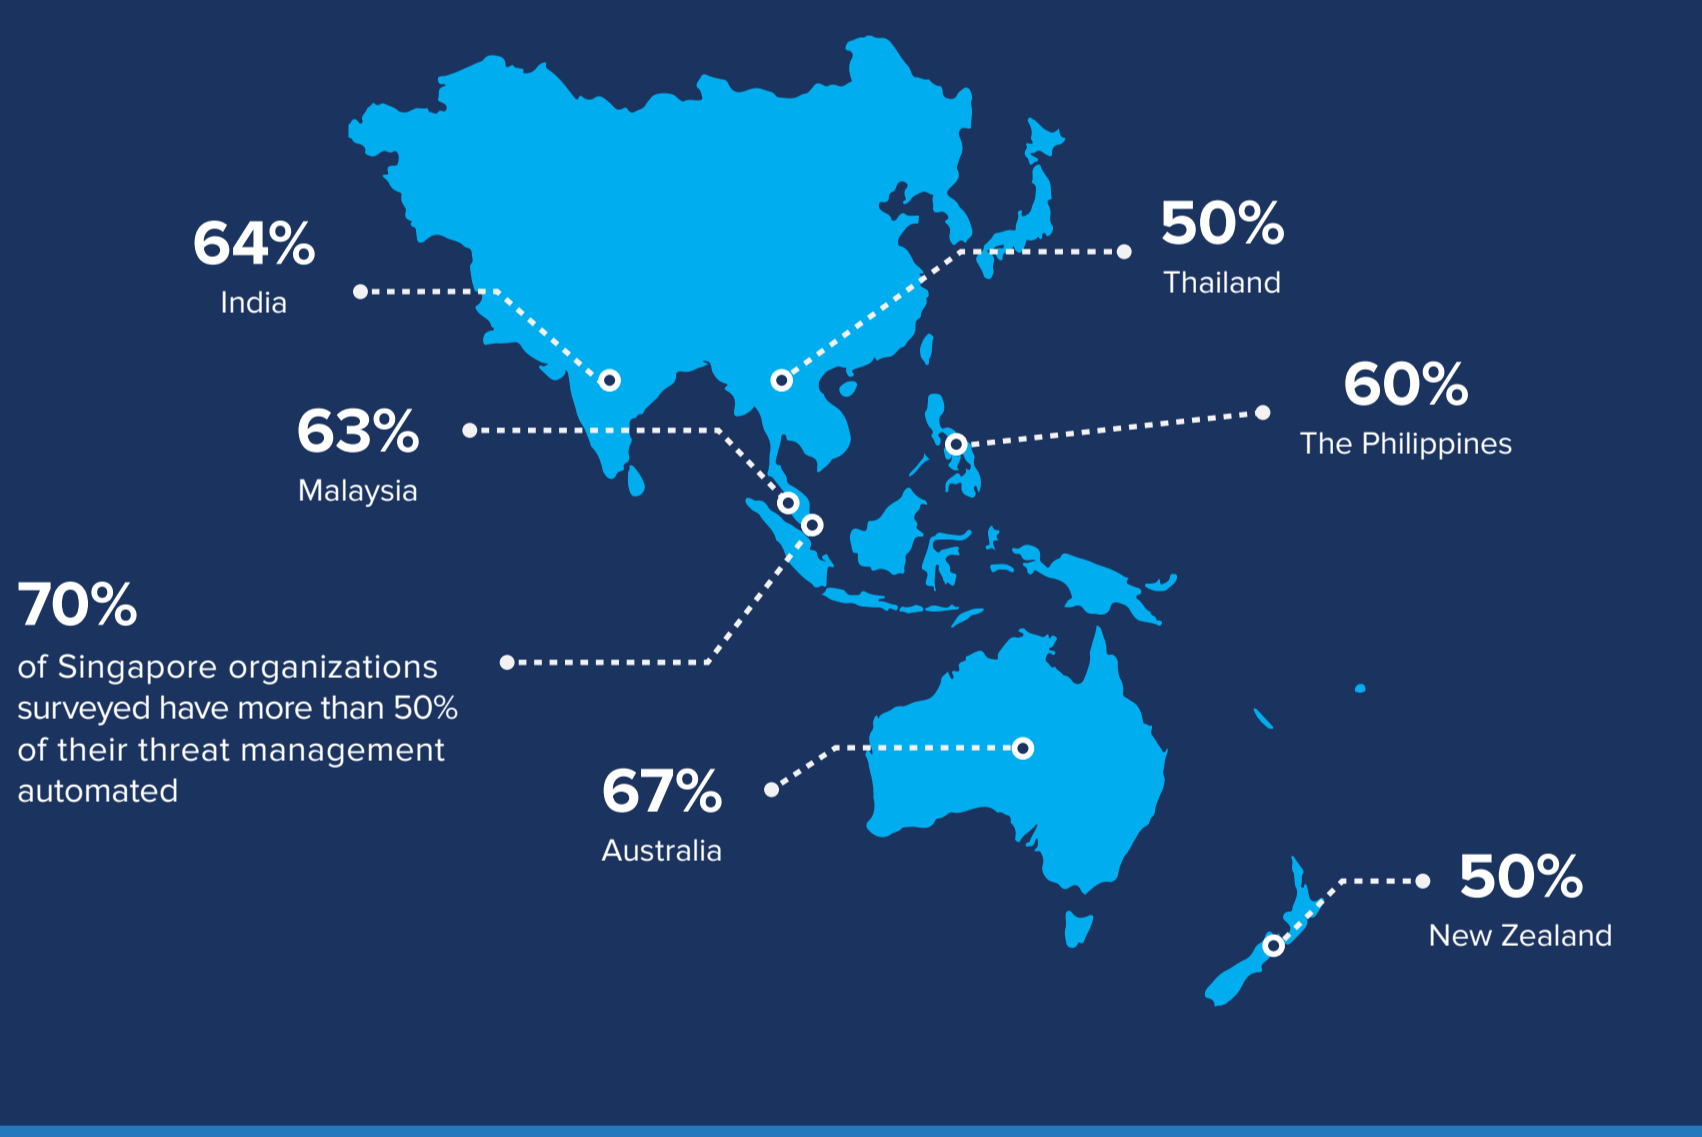 50%
Thailand
64%
India
60%
The Philippines
63%
Malaysia
70%
of Singapore organizations
surveyed have more than 50%
of their threat management
automated
67%
Australia
50%
New Zealand